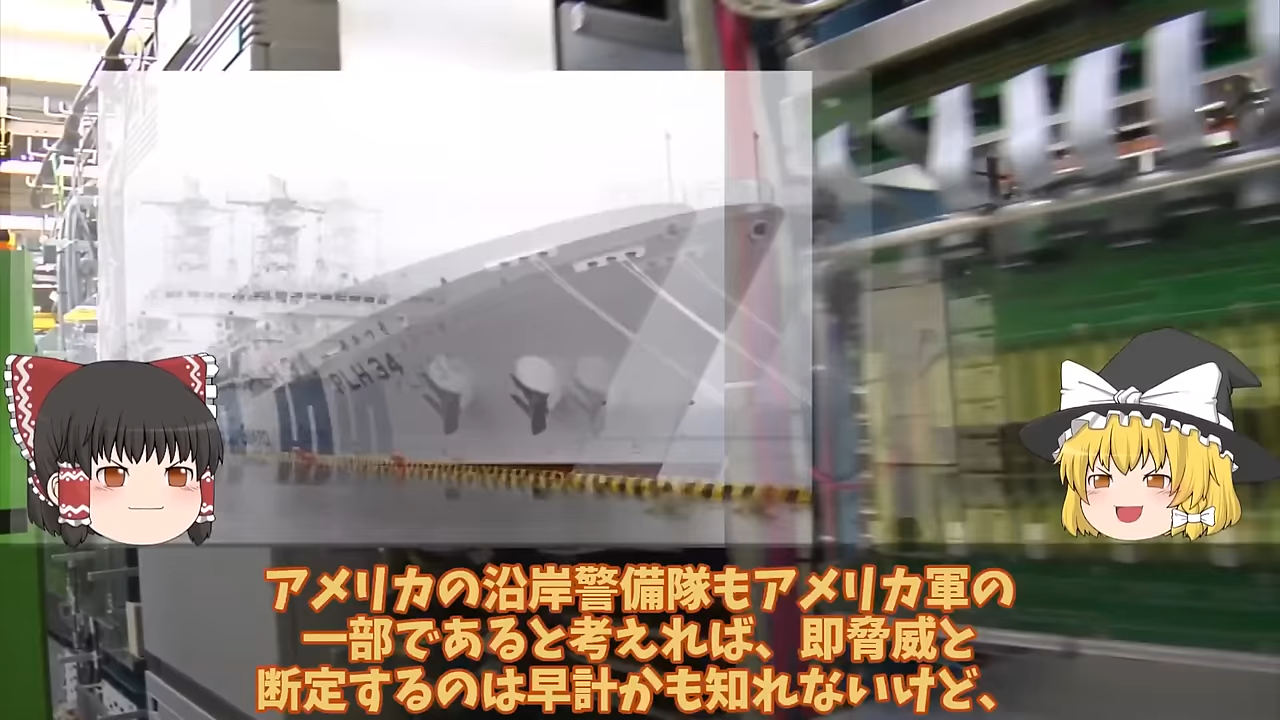 PLH34
アメリカの沿岸警備隊もアメリカ軍の
一部であると考えれば、即脅威と
断定するのは早計かも知れないけど、